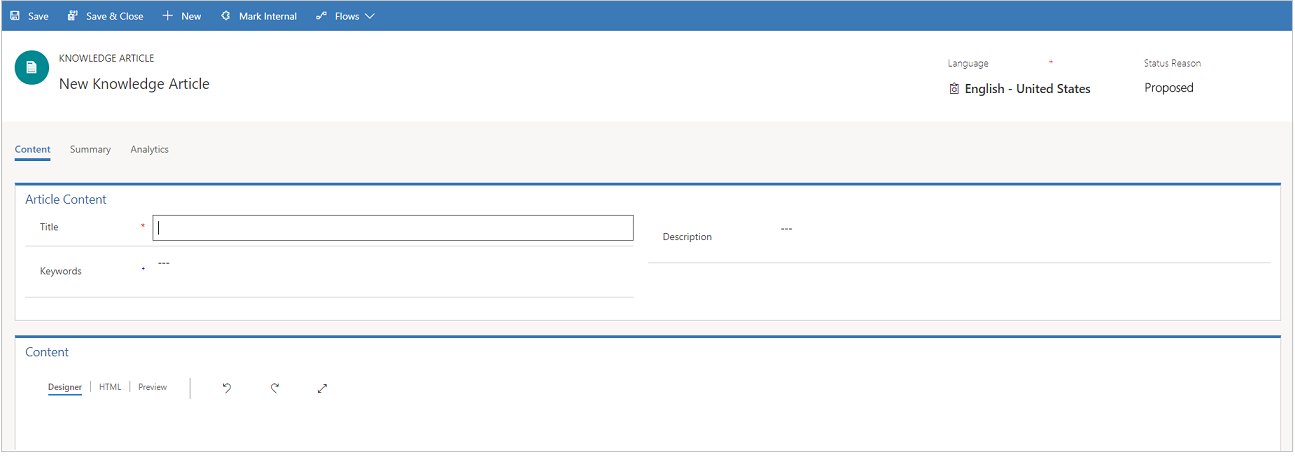 Save Save & Close New Mark Internal Flows
KNOWLEDGE ARTICLE
New Knowledge Article
Language * Status Reason
English - United States Proposed
Content Summary Analytics
Article Content
Title *
Description ---
Keywords + ---
Content
Designer HTML Preview